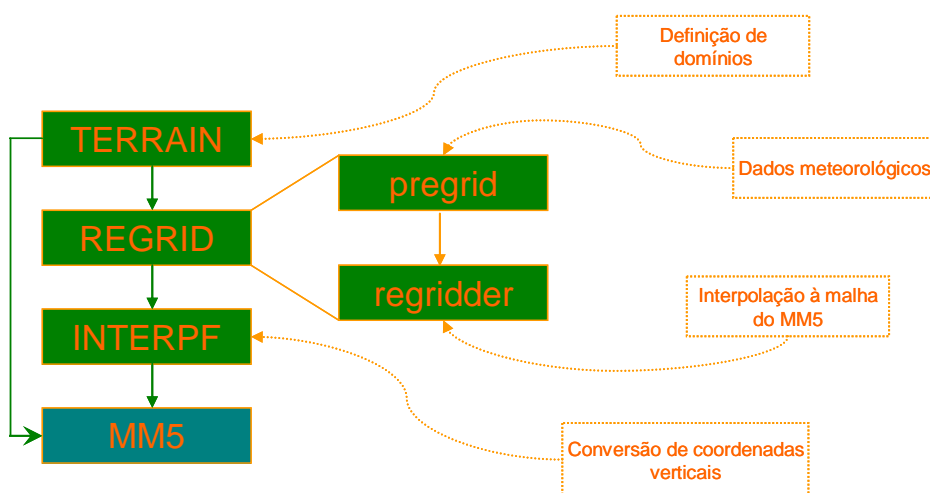 Definição de
domínios
TERRAIN
Dados meteorológicos
pregrid
REGRID
regridder
Interpolação à malha
do MM5
INTERPF
MM5
Conversão de coordenadas
verticais